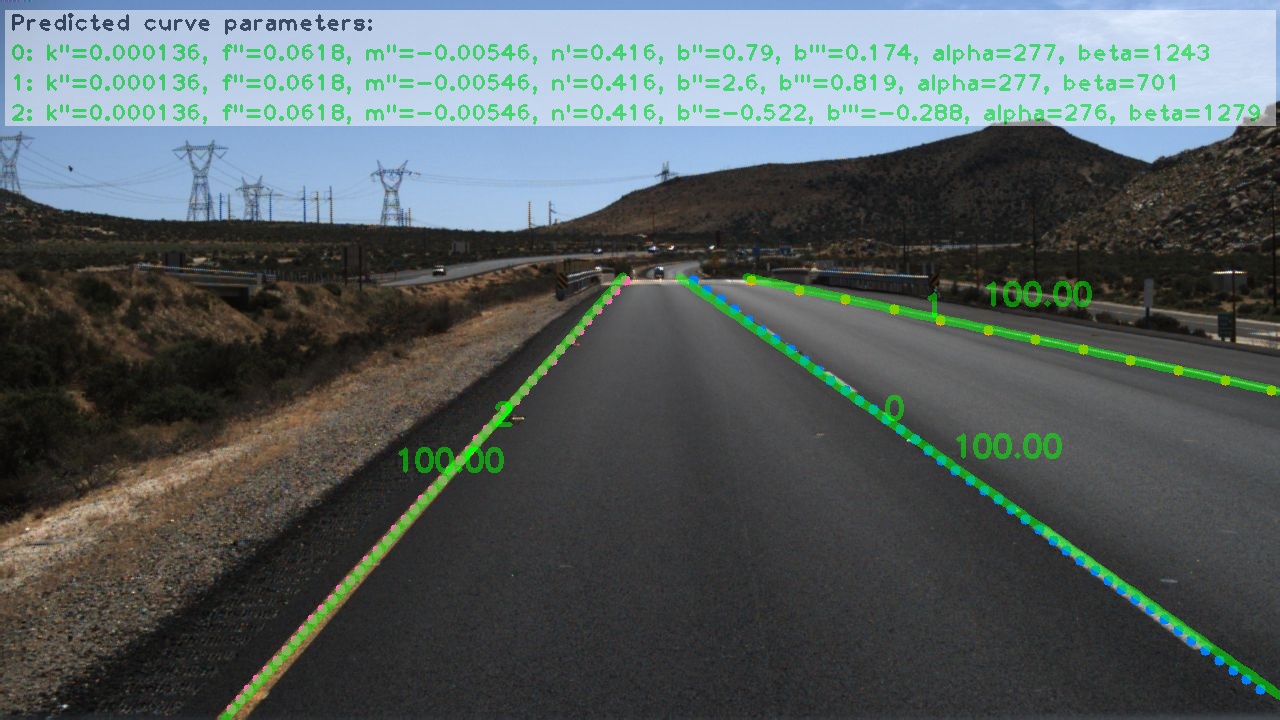 Predicted curve parameters:
0: k''=0.000136, f''=0.0618, m''=-0.00546, n'=0.416, b''=0.79, b'''=0.174, alpha=277, beta=1243
1: k''=0.000136, f''=0.0618, m''=-0.00546, n'=0.416, b''=2.6, b'''=0.819, alpha=277, beta=701
2: k''=0.000136, f''=0.0618, m''=-0.00546, n'=0.416, b''=-0.522, b'''=-0.288, alpha=276, beta=1279
1
100.00
2
0
100.00
100.00